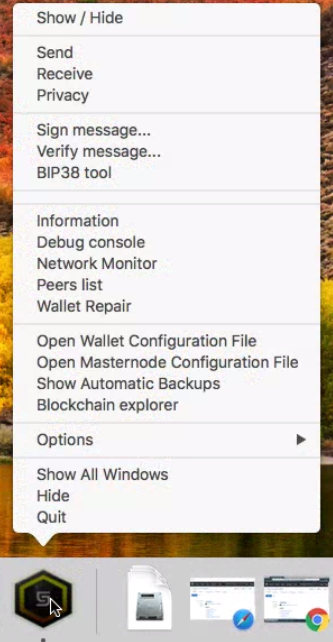 Show / Hide
Send
Receive
Privacy
Sign message...
Verify message...
BIP38 tool
Information
Debug console
Network Monitor
Peers list
Wallet Repair
Open Wallet Configuration File
Open Masternode Configuration File
Show Automatic Backups
Blockchain explorer
Options
Show All Windows
Hide
Quit